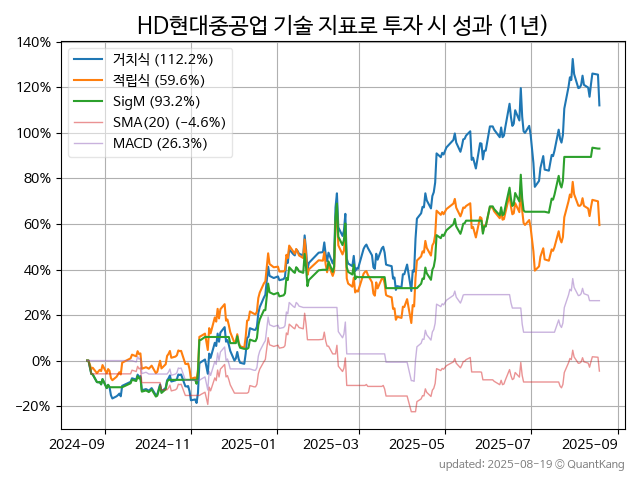 HD현대중공업 기술 지표로 투자 시 성과 (1년)
140%
120%
100%
80%
60%
40%
20%
0%
−20%
거치식 (112.2%)
적립식 (59.6%)
SigM (93.2%)
SMA(20) (−4.6%)
MACD (26.3%)
2024-09 2024-11 2025-01 2025-03 2025-05 2025-07 2025-09
updated: 2025-08-19 © QuantKang